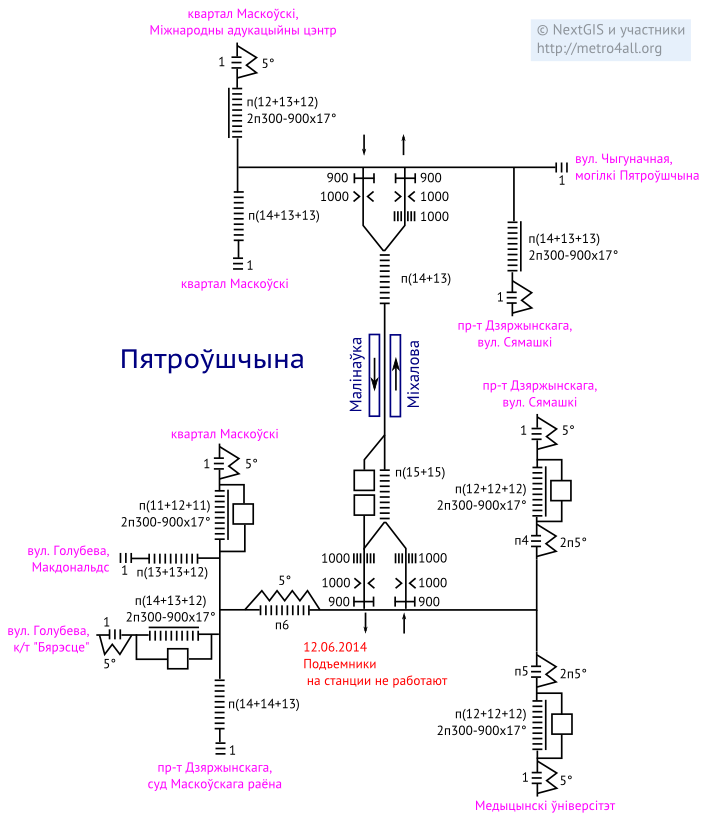 квартал Маскоўскі,
Міжнародны адукацыйны цэнтр
© NextGIS и участники
http://metro4all.org
1
5°
п(12+13+12)
2п300-900х17°
900
900
1000
1000
1000
вул. Чыгуначная,
могілкі Пятроўшчына
1
п(14+13+13)
1
квартал Маскоўскі
п(14+13)
п(14+13+13)
2п300-900х17°
1
пр-т Дзяржынскага,
вул. Сямашкі
Пятроўшчына
Малінаўка
Міхалова
пр-т Дзяржынскага,
вул. Сямашкі
1
5°
квартал Маскоўскі
1
5°
п(15+15)
п(12+12+12)
2п300-900х17°
п(11+12+11)
2п300-900х17°
п4
2п5°
вул. Голубева,
Макдональдс
1
п(13+13+12)
1000
1000
1000
1000
900
900
5°
п6
п(14+13+12)
2п300-900х17°
вул. Голубева,
к/т "Бярэсце"
1
5°
12.06.2014
Подъемники
на станции не работают
п5
2п5°
п(14+14+13)
1
п(12+12+12)
2п300-900х17°
пр-т Дзяржынскага,
суд Маскоўскага раёна
1
5°
Медыцынскі ўніверсітэт